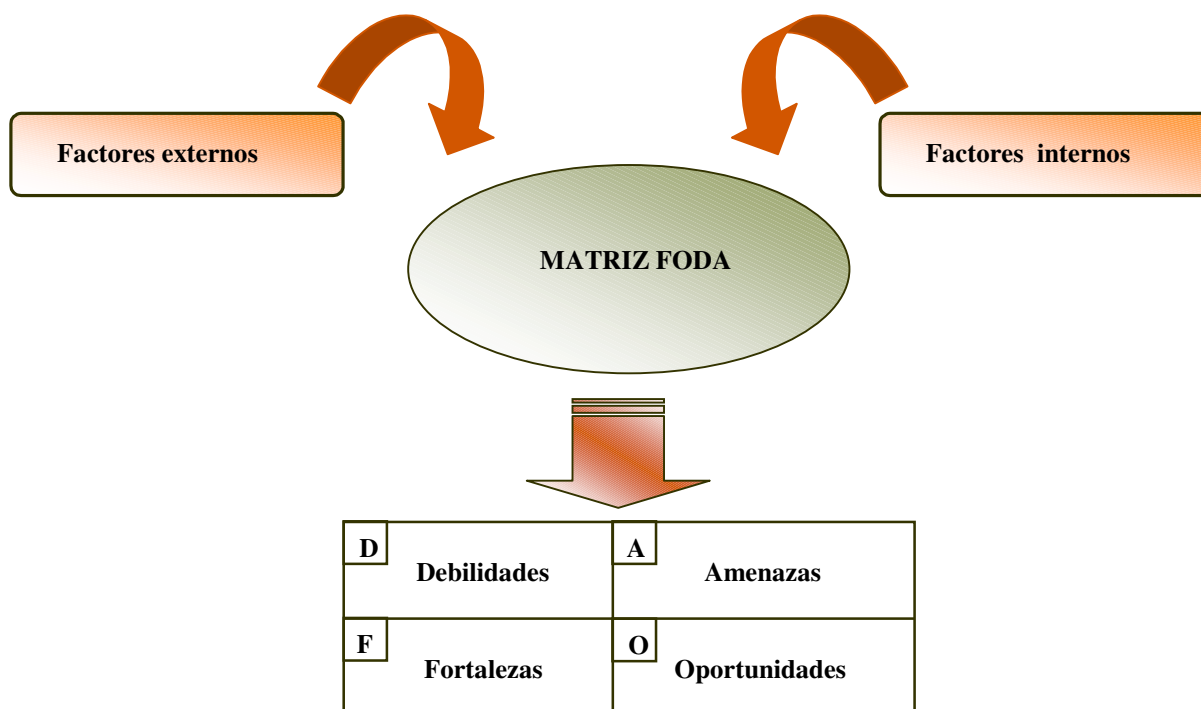 Factores externos
Factores internos
MATRIZ FODA
D
Debilidades
A
Amenazas
F
Fortalezas
O
Oportunidades